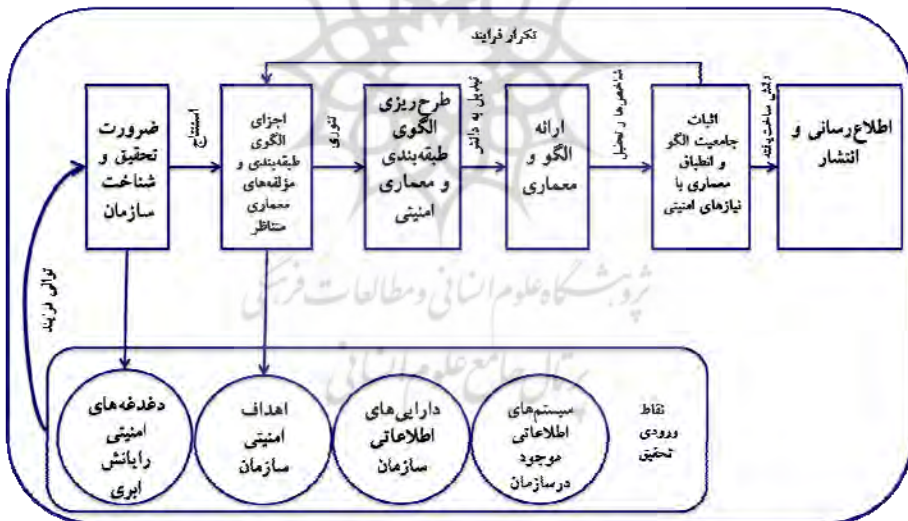 تکرار فرایند
ضرورت
تحقیق و
شناخت
سازمان
استنتاج
اجزای
الگوی
طبقه‌بندی و
مؤلفه‌های
معماری
متناظر
تئوری
طرح‌ریزی
الگوی
طبقه‌بندی
و معماری
امنیتی
تبدیل به دانش
ارائه
الگو و
معماری
شاخص‌ها و تحلیل
اثبات
جامعیت الگو
و انطباق
معماری با
نیازهای امنیتی
دانش ساخت‌یافته
اطلاع‌رسانی و
انتشار
توالی فرایند
پژوهشگاه علوم انسانی و مطالعات فرهنگی
پرتال جامع علوم انسانی
دغدغه‌های
امنیتی
رایانش
ابری
اهداف
امنیتی
سازمان
دارایی‌های
اطلاعاتی
سازمان
سیستم‌های
اطلاعاتی
موجود
درسازمان
نقاط
ورودی
تحقیق